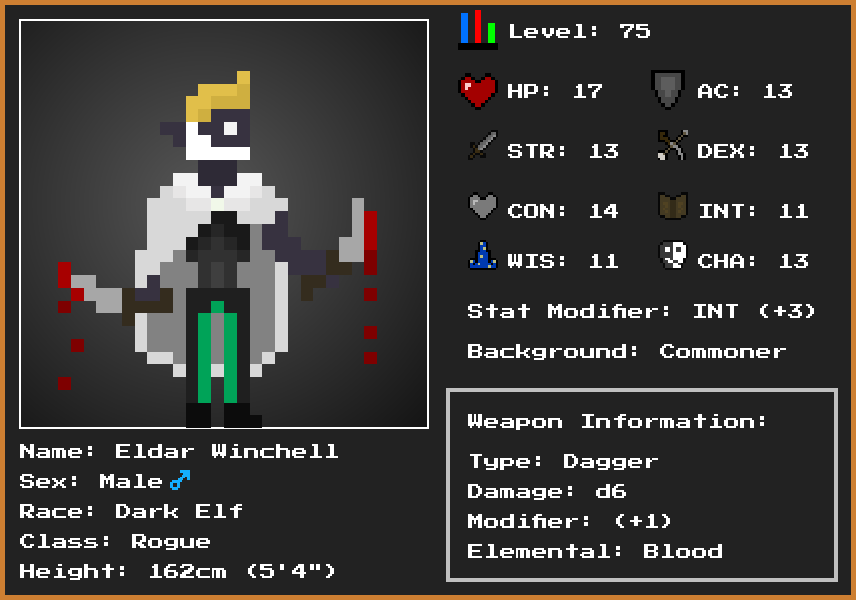 Level: 75
HP: 17
AC: 13
STR: 13
DEX: 13
CON: 14
INT: 11
WIS: 11
CHA: 13
Stat Modifier: INT (+3)
Background: Commoner
Weapon Information:
Type: Dagger
Damage: d6
Modifier: (+1)
Elemental: Blood
Name: Eldar Winchell
Sex: Male♂
Race: Dark Elf
Class: Rogue
Height: 162cm (5'4")